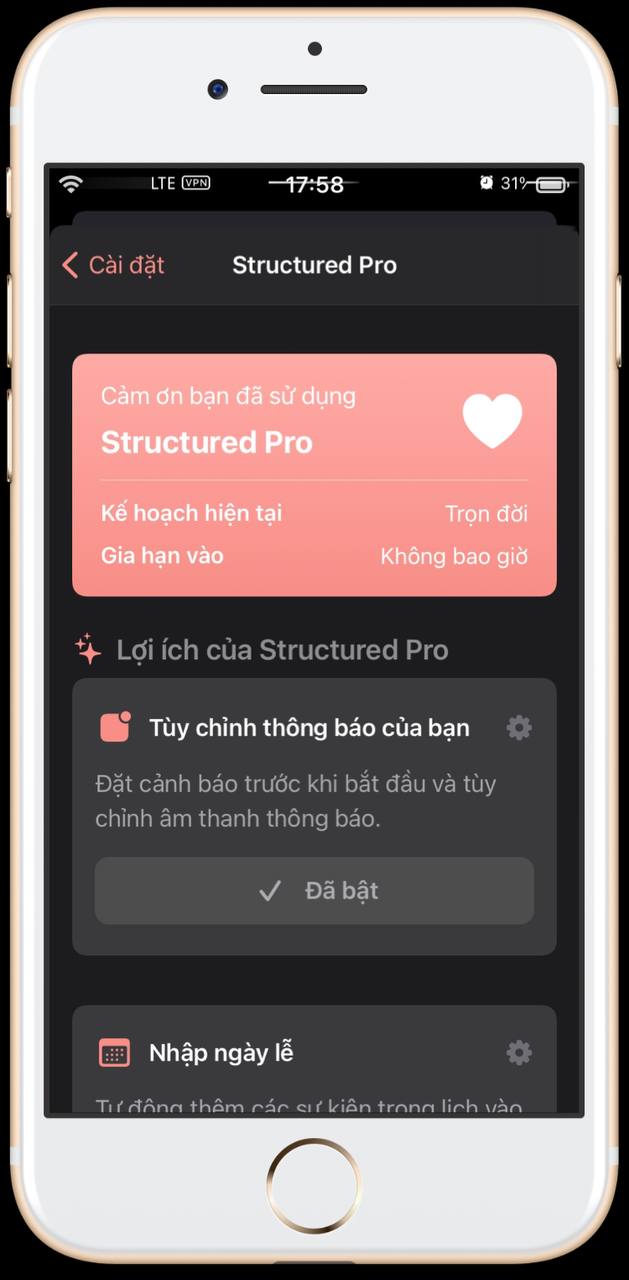 LTE VPN 17:58 31%
Cài đặt Structured Pro
Cảm ơn bạn đã sử dụng
Structured Pro
Kế hoạch hiện tại Trọn đời
Gia hạn vào Không bao giờ
Lợi ích của Structured Pro
Tùy chỉnh thông báo của bạn
Đặt cảnh báo trước khi bắt đầu và tùy
chỉnh âm thanh thông báo.
Đã bật
Nhập ngày lễ
Tự động thêm các sự kiện trong lịch vào